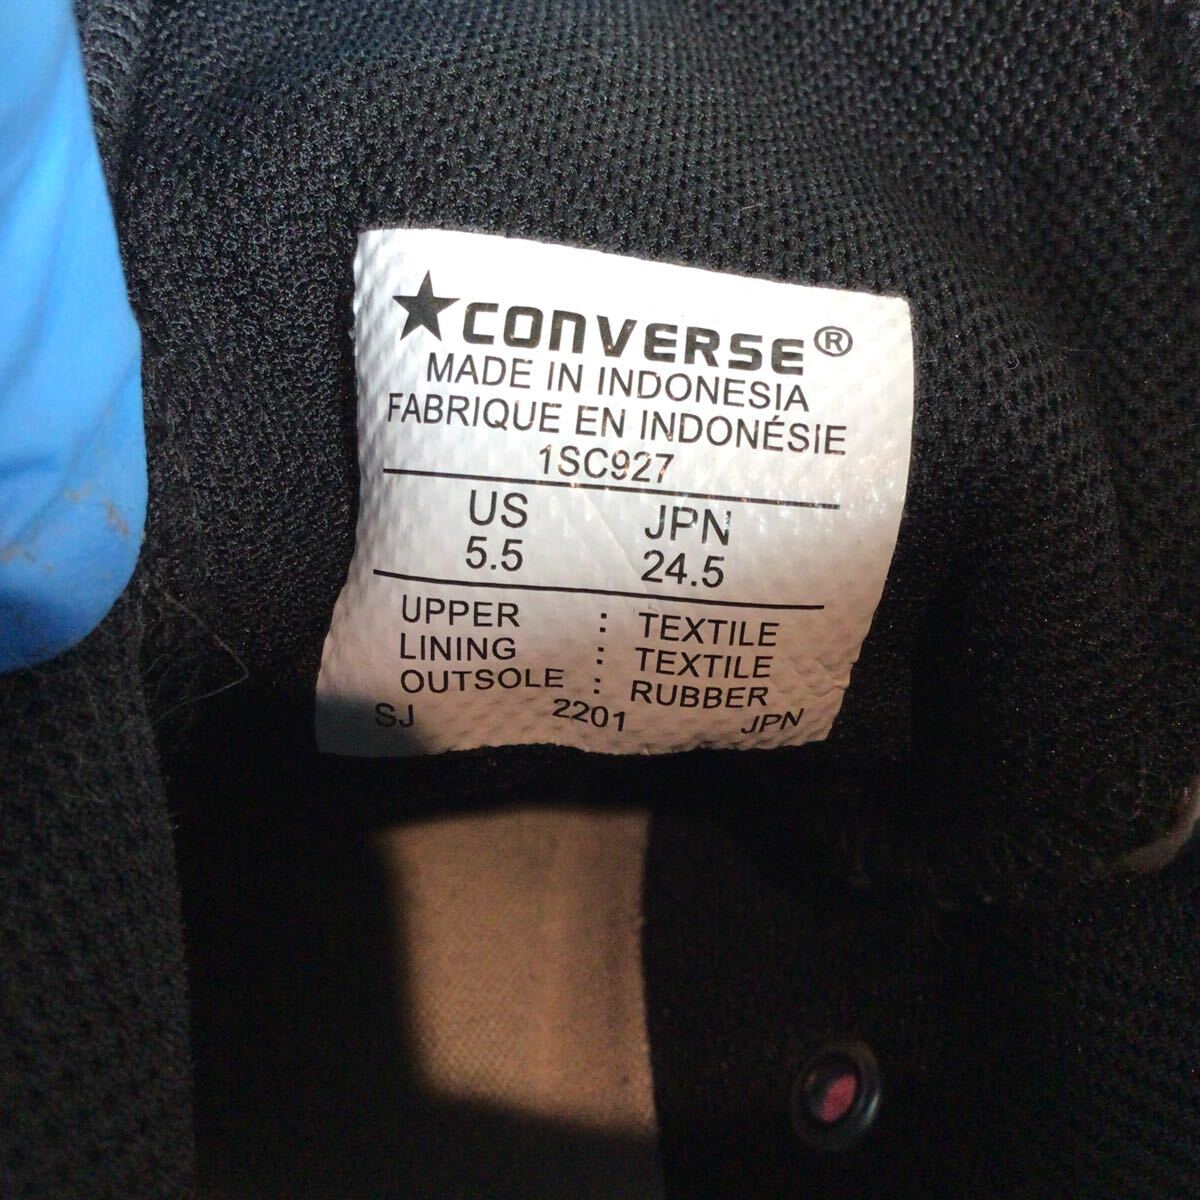 ★CONVERSE®
MADE IN INDONESIA
FABRIQUE EN INDONÉSIE
1SC927
US JPN
5.5 24.5
UPPER : TEXTILE
LINING : TEXTILE
OUTSOLE : RUBBER
SJ 2201 JPN